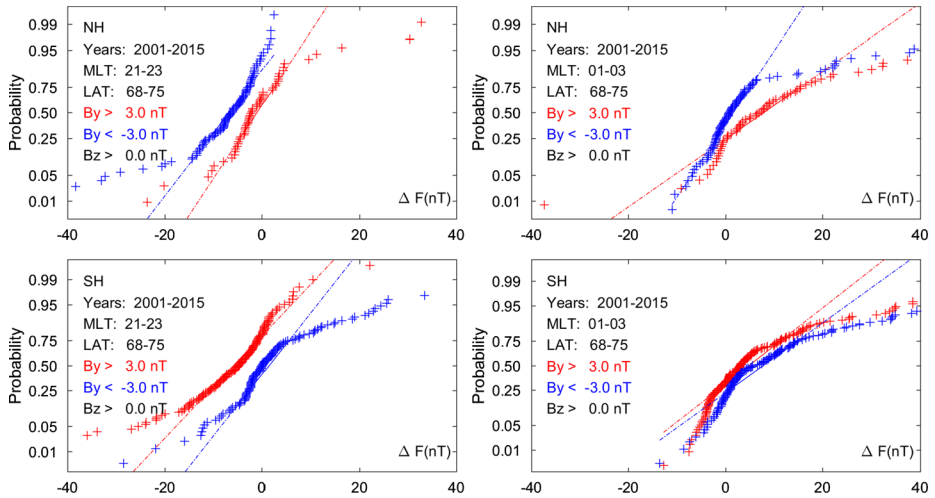 0.99
0.95
0.75
0.50
0.25
0.05
0.01
Probability
NH
Years: 2001-2015
MLT: 21-23
LAT: 68-75
By > 3.0 nT
By < -3.0 nT
Bz > 0.0 nT
Δ F(nT)
-40 -20 0 20 40
0.99
0.95
0.75
0.50
0.25
0.05
0.01
Probability
NH
Years: 2001-2015
MLT: 01-03
LAT: 68-75
By > 3.0 nT
By < -3.0 nT
Bz > 0.0 nT
Δ F(nT)
-40 -20 0 20 40
0.99
0.95
0.75
0.50
0.25
0.05
0.01
Probability
SH
Years: 2001-2015
MLT: 21-23
LAT: 68-75
By > 3.0 nT
By < -3.0 nT
Bz > 0.0 nT
Δ F(nT)
-40 -20 0 20 40
0.99
0.95
0.75
0.50
0.25
0.05
0.01
Probability
SH
Years: 2001-2015
MLT: 01-03
LAT: 68-75
By > 3.0 nT
By < -3.0 nT
Bz > 0.0 nT
Δ F(nT)
-40 -20 0 20 40